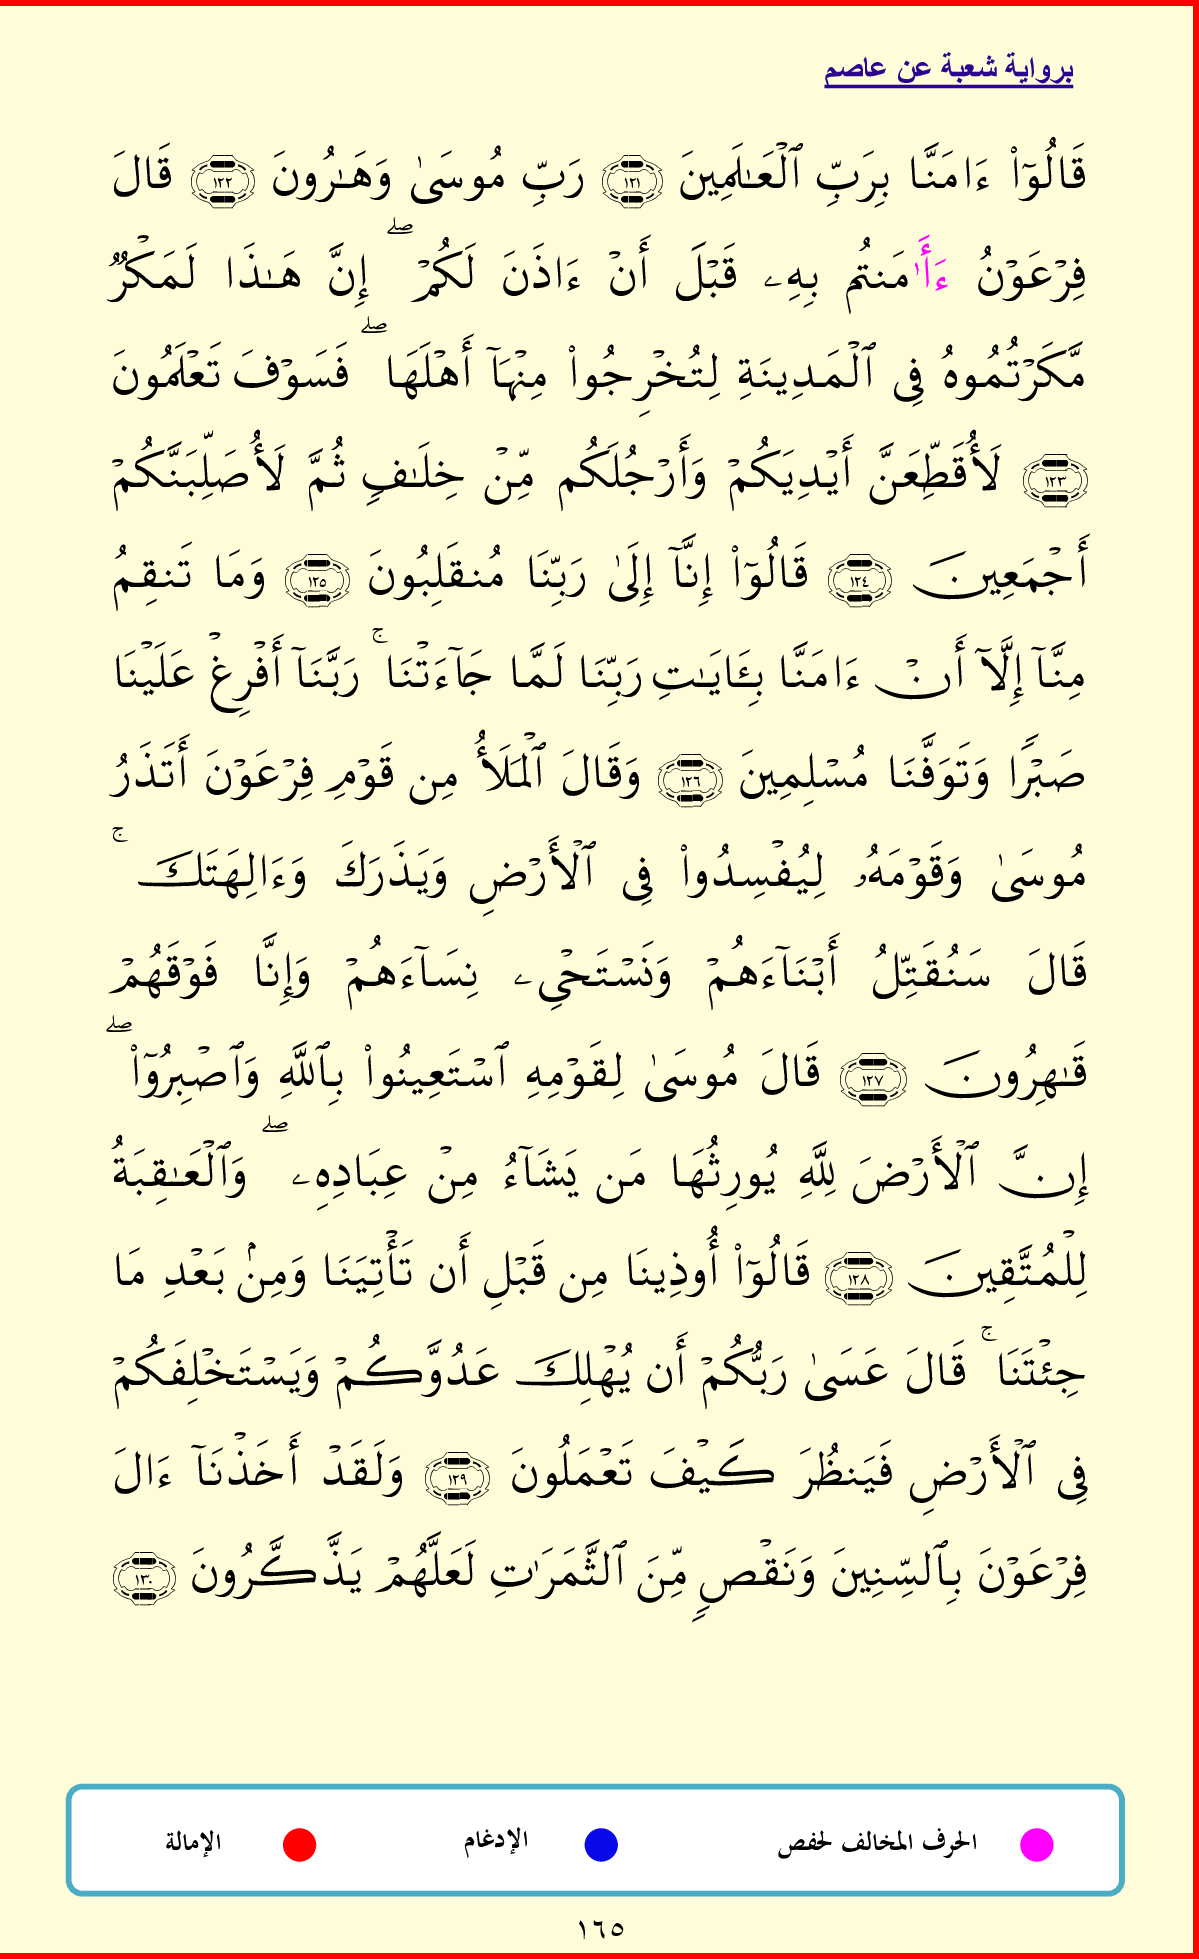 برواية شعبة عن عاصم
قَالُوٓاْ ءَامَنَّا بِرَبِّ ٱلْعَٰلَمِينَ ١٢١ رَبِّ مُوسَىٰ وَهَٰرُونَ ١٢٢ قَالَ
فِرْعَوْنُ ءَأَٰمَنتُم بِهِۦ قَبْلَ أَنْ ءَاذَنَ لَكُمْۖ إِنَّ هَٰذَا لَمَكْرٌ
مَّكَرْتُمُوهُ فِى ٱلْمَدِينَةِ لِتُخْرِجُواْ مِنْهَآ أَهْلَهَاۖ فَسَوْفَ تَعْلَمُونَ
١٢٣ لَأُقَطِّعَنَّ أَيْدِيَكُمْ وَأَرْجُلَكُم مِّنْ خِلَٰفٍ ثُمَّ لَأُصَلِّبَنَّكُمْ
أَجْمَعِينَ ١٢٤ قَالُوٓاْ إِنَّآ إِلَىٰ رَبِّنَا مُنقَلِبُونَ ١٢٥ وَمَا تَنقِمُ
مِنَّآ إِلَّآ أَنْ ءَامَنَّا بِـَٔايَٰتِ رَبِّنَا لَمَّا جَآءَتْنَاۚ رَبَّنَآ أَفْرِغْ عَلَيْنَا
صَبْرًا وَتَوَفَّنَا مُسْلِمِينَ ١٢٦ وَقَالَ ٱلْمَلَأُ مِن قَوْمِ فِرْعَوْنَ أَتَذَرُ
مُوسَىٰ وَقَوْمَهُۥ لِيُفْسِدُواْ فِى ٱلْأَرْضِ وَيَذَرَكَ وَءَالِهَتَكَۚ
قَالَ سَنُقَتِّلُ أَبْنَآءَهُمْ وَنَسْتَحْىِۦ نِسَآءَهُمْ وَإِنَّا فَوْقَهُمْ
قَٰهِرُونَ ١٢٧ قَالَ مُوسَىٰ لِقَوْمِهِ ٱسْتَعِينُواْ بِٱللَّهِ وَٱصْبِرُوٓاْۖ
إِنَّ ٱلْأَرْضَ لِلَّهِ يُورِثُهَا مَن يَشَآءُ مِنْ عِبَادِهِۦۖ وَٱلْعَٰقِبَةُ
لِلْمُتَّقِينَ ١٢٨ قَالُوٓاْ أُوذِينَا مِن قَبْلِ أَن تَأْتِيَنَا وَمِنۢ بَعْدِ مَا
جِئْتَنَاۚ قَالَ عَسَىٰ رَبُّكُمْ أَن يُهْلِكَ عَدُوَّكُمْ وَيَسْتَخْلِفَكُمْ
فِى ٱلْأَرْضِ فَيَنظُرَ كَيْفَ تَعْمَلُونَ ١٢٩ وَلَقَدْ أَخَذْنَآ ءَالَ
فِرْعَوْنَ بِٱلسِّنِينَ وَنَقْصٍ مِّنَ ٱلثَّمَرَٰتِ لَعَلَّهُمْ يَذَّكَّرُونَ ١٣٠
الحرف المخالف لحفص الإدغام الإمالة
١٦٥